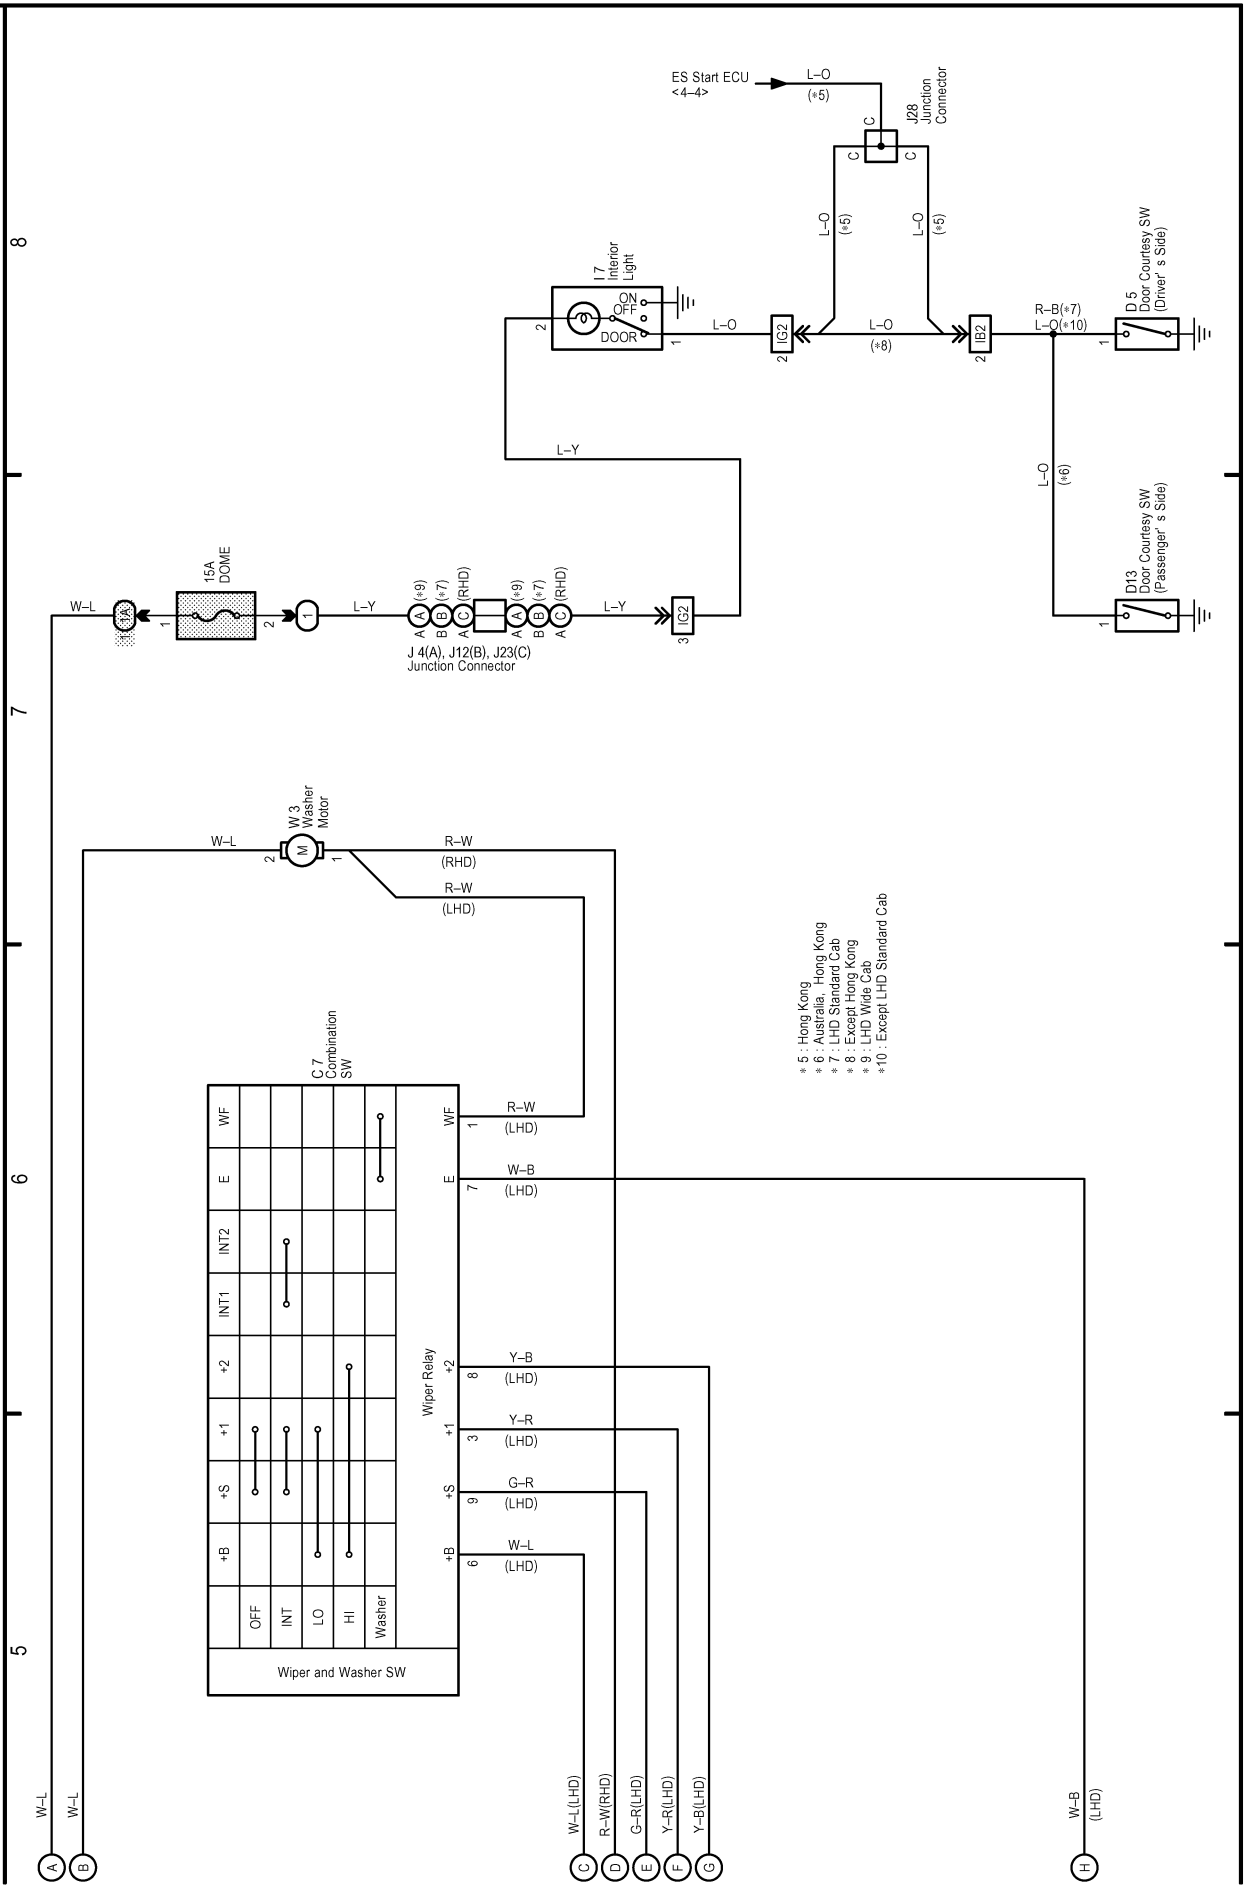 ES Start ECU
<4–4>
L–O
(∗5)
C
C
C
J28
Junction
Connector
8
L–O
(∗5)
L–O
(∗5)
I 7
Interior
Light
ON
OFF
DOOR
2
1
L–O
IG2
2
L–O
(∗8)
IB2
2
R–B(∗7)
L–O(∗10)
D 5
Door Courtesy SW
(Driver' s Side)
1
L–Y
L–O
(∗6)
15A
DOME
W–L
1
1A
1
2
1
L–Y
A
(∗9)
B
(∗7)
C
(RHD)
A
(∗9)
B
(∗7)
C
(RHD)
A
B
A
A
B
A
J 4(A), J12(B), J23(C)
Junction Connector
L–Y
IG2
3
D13
Door Courtesy SW
(Passenger' s Side)
1
7
W 3
Washer
Motor
W–L
2
M
1
R–W
(RHD)
R–W
(LHD)
∗ 5 : Hong Kong
∗ 6 : Australia, Hong Kong
∗ 7 : LHD Standard Cab
∗ 8 : Except Hong Kong
∗ 9 : LHD Wide Cab
∗10 : Except LHD Standard Cab
C 7
Combination
SW
6
WF
E
INT2
INT1
+2
+1
+S
+B
OFF
INT
LO
HI
Washer
Wiper and Washer SW
Wiper Relay
WF
1
R–W
(LHD)
E
7
W–B
(LHD)
+2
8
Y–B
(LHD)
+1
3
Y–R
(LHD)
+S
9
G–R
(LHD)
+B
6
W–L
(LHD)
5
W–L
A
W–L
B
W–L(LHD)
C
R–W(RHD)
D
G–R(LHD)
E
Y–R(LHD)
F
Y–B(LHD)
G
W–B
(LHD)
H